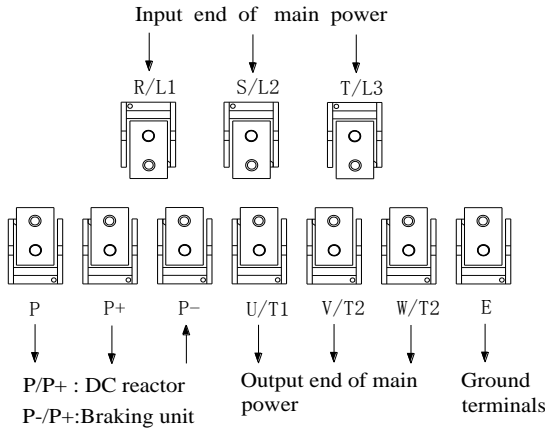 Input end of main power
R/L1 S/L2 T/L3
P P+ P- U/T1 V/T2 W/T2 E
P/P+ : DC reactor
P-/P+:Braking unit
Output end of main
power
Ground
terminals